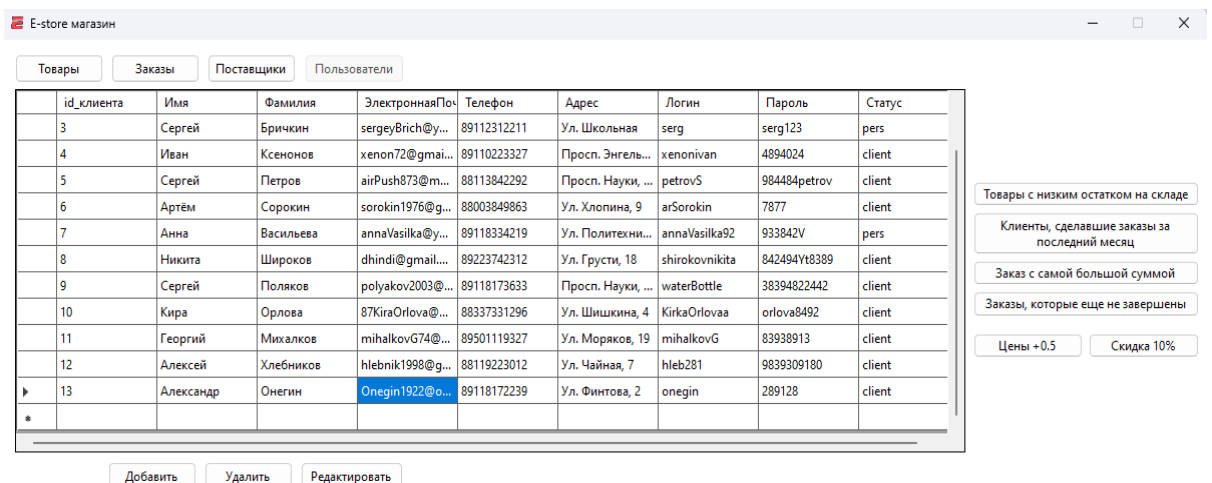 E-store магазин
Товары Заказы Поставщики Пользователи
id_клиента Имя Фамилия ЭлектроннаяПоч Телефон Адрес Логин Пароль Статус
3 Сергей Бричкин sergeyBrich@y... 89112312211 Ул. Школьная serg serg123 pers
4 Иван Ксенонов xenon72@gmai... 89110223327 Просп. Энгель... xenonivan 4894024 client
5 Сергей Петров airPush873@m... 88113842292 Просп. Науки, ... petrovS 984484petrov client
6 Артём Сорокин sorokin1976@g... 88003849863 Ул. Хлопина, 9 arSorokin 7877 client
7 Анна Васильева annaVasilka@y... 89118334219 Ул. Политехни... annaVasilka92 933842V pers
8 Никита Широков dhindi@gmail.... 89223742312 Ул. Грусти, 18 shirokovnikita 842494Yt8389 client
9 Сергей Поляков polyakov2003@... 89118173633 Просп. Науки, ... waterBottle 38394822442 client
10 Кира Орлова 87KiraOrlova@... 88337331296 Ул. Шишкина, 4 KirkaOrlovaa orlova8492 client
11 Георгий Михалков mihalkovG74@... 89501119327 Ул. Моряков, 19 mihalkovG 83938913 client
12 Алексей Хлебников hlebnik1998@g... 88119223012 Ул. Чайная, 7 hleb281 9839309180 client
13 Александр Онегин Onegin1922@o... 89118172239 Ул. Финтова, 2 onegin 289128 client
Товары с низким остатком на складе
Клиенты, сделавшие заказы за
последний месяц
Заказ с самой большой суммой
Заказы, которые еще не завершены
Цены +0.5 Скидка 10%
Добавить Удалить Редактировать